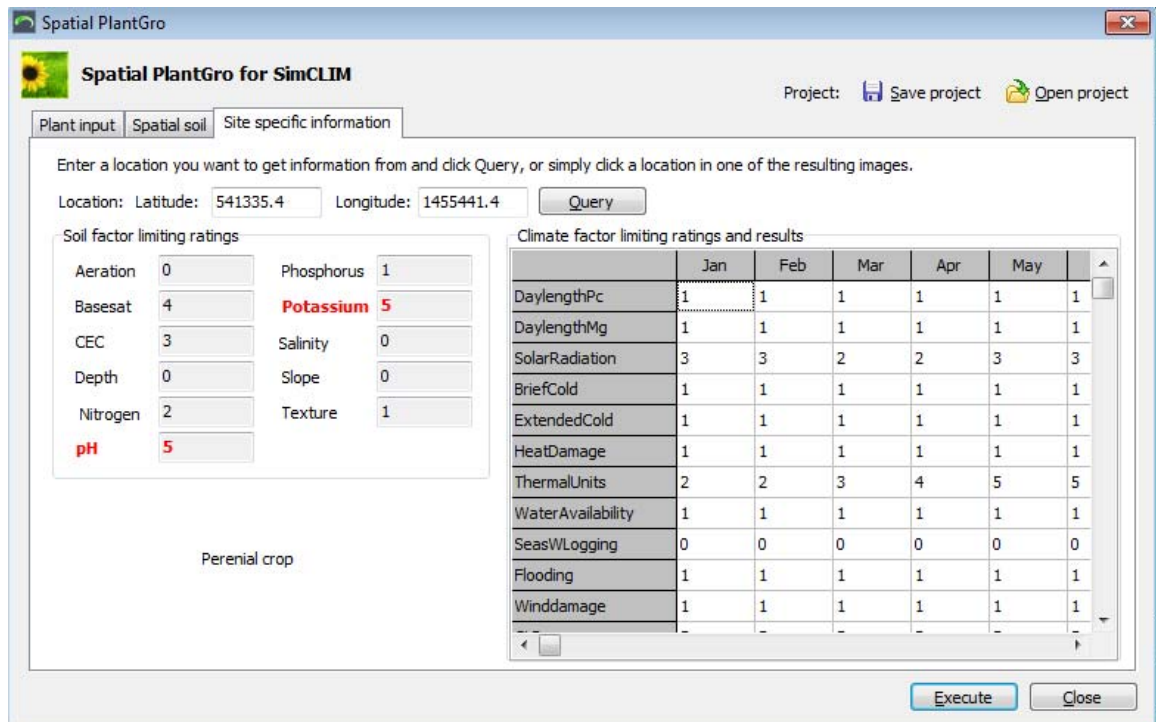 Spatial PlantGro
Spatial PlantGro for SimCLIM
Project: Save project Open project
Plant input Spatial soil Site specific information
Enter a location you want to get information from and click Query, or simply click a location in one of the resulting images.
Location: Latitude: 541335.4 Longitude: 1455441.4 Query
Soil factor limiting ratings
Aeration 0 Phosphorus 1
Basesat 4 Potassium 5
CEC 3 Salinity 0
Depth 0 Slope 0
Nitrogen 2 Texture 1
pH 5
Perenial crop
Climate factor limiting ratings and results
Jan Feb Mar Apr May
DaylengthPc 1 1 1 1 1 1
DaylengthMg 1 1 1 1 1 1
SolarRadiation 3 3 2 2 3 3
BriefCold 1 1 1 1 1 1
ExtendedCold 1 1 1 1 1 1
HeatDamage 1 1 1 1 1 1
ThermalUnits 2 2 3 4 5 5
WaterAvailability 1 1 1 1 1 1
SeasWLogging 0 0 0 0 0 0
Flooding 1 1 1 1 1 1
Winddamage 1 1 1 1 1 1
Execute Close